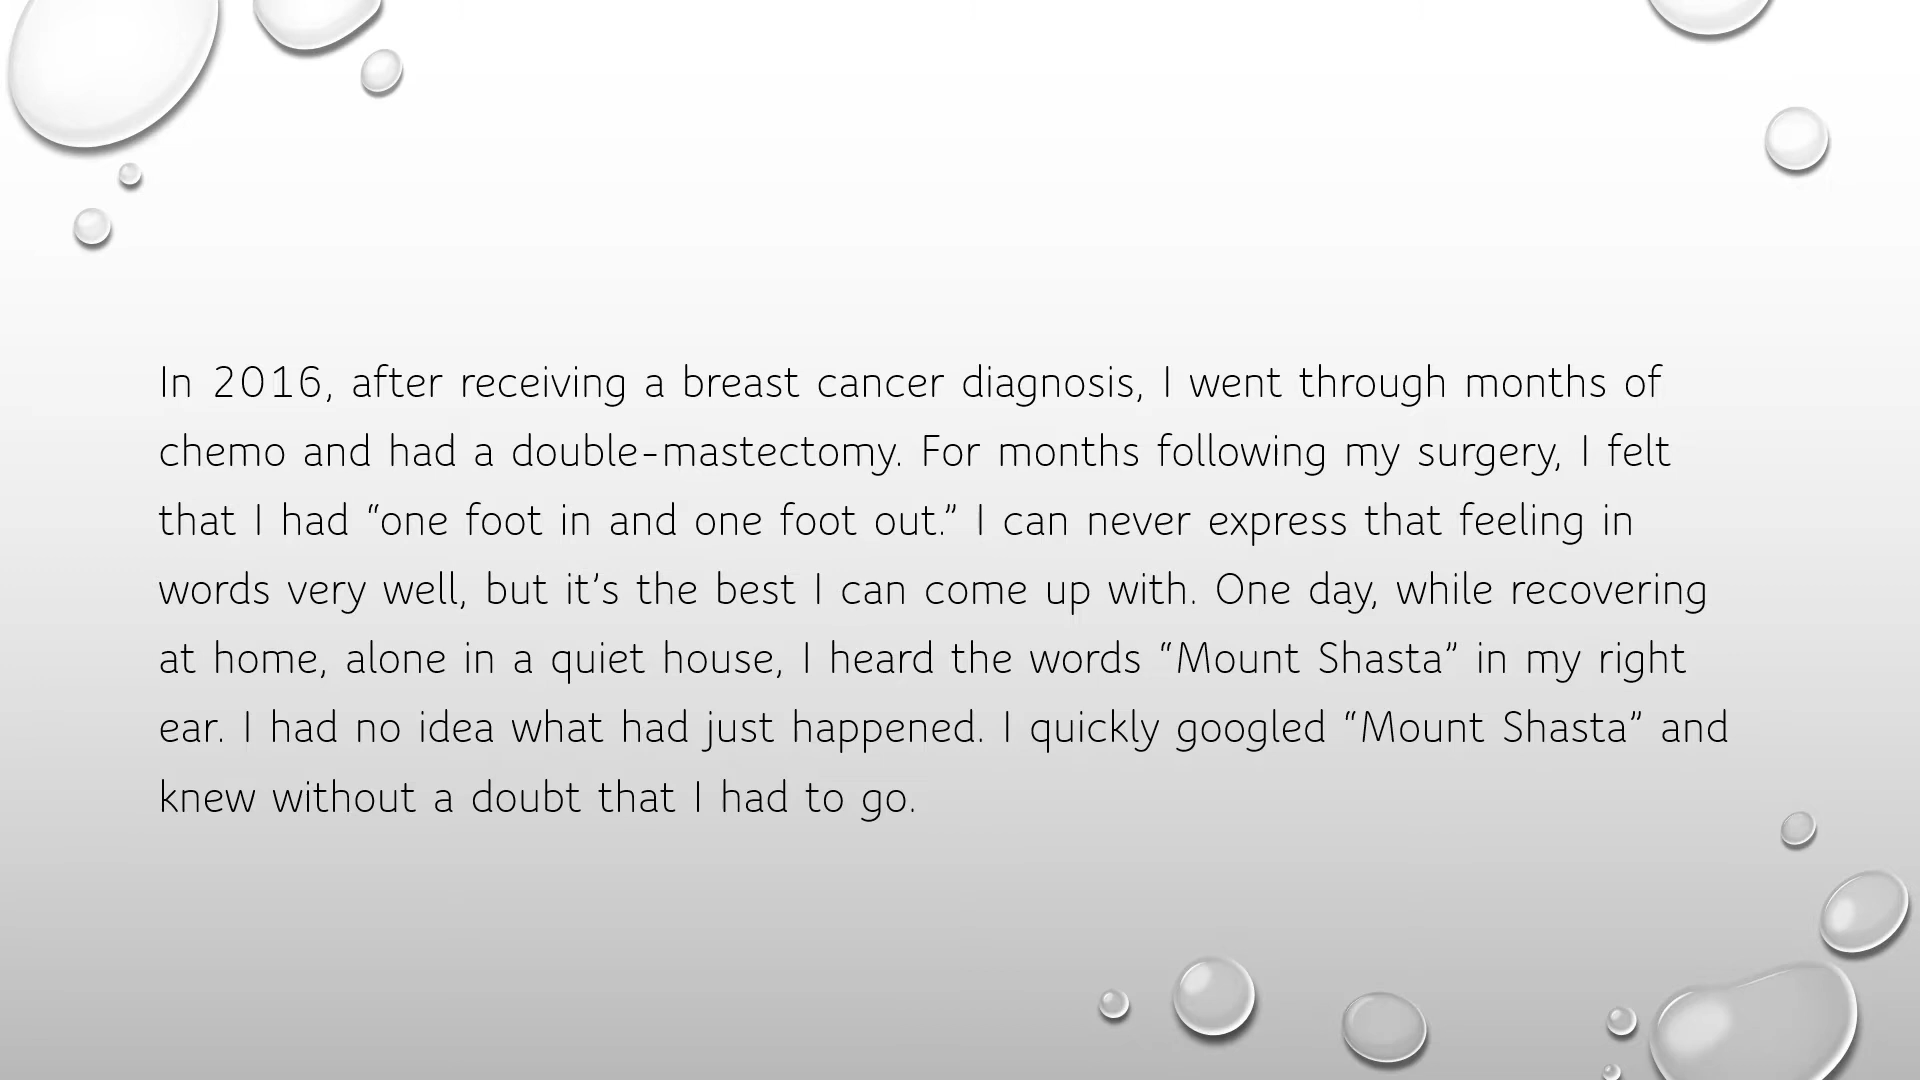 In 2016, after receiving a breast cancer diagnosis, I went through months of
chemo and had a double-mastectomy. For months following my surgery, I felt
that I had “one foot in and one foot out.” I can never express that feeling in
words very well, but it’s the best I can come up with. One day, while recovering
at home, alone in a quiet house, I heard the words “Mount Shasta” in my right
ear. I had no idea what had just happened. I quickly googled “Mount Shasta” and
knew without a doubt that I had to go.